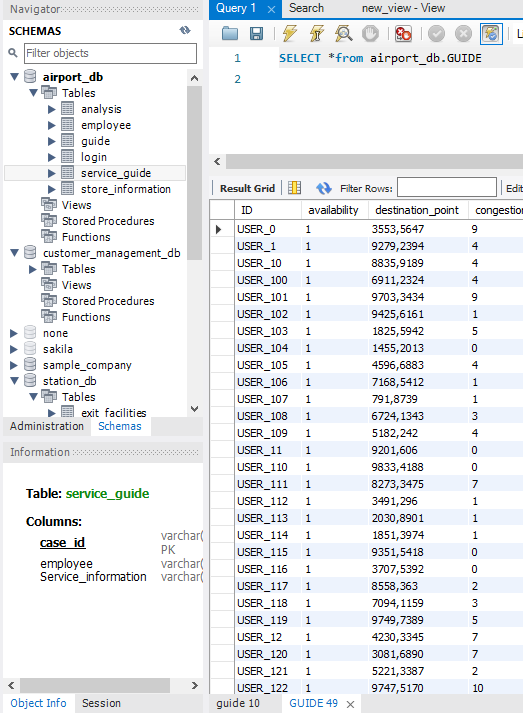 Navigator
SCHEMAS
Filter objects
airport_db
Tables
analysis
employee
guide
login
service_guide
store_information
Views
Stored Procedures
Functions
customer_management_db
Tables
Views
Stored Procedures
Functions
none
sakila
sample_company
station_db
Tables
exit_facilities
Administration Schemas
Information
Table: service_guide
Columns:
case_id varchar(
PK
employee varchar(
Service_information varchar(
Object Info Session
Query 1 Search new_view - View
1 SELECT *from airport_db.GUIDE
2
Result Grid Filter Rows: Edit
ID availability destination_point congestion
USER_0 1 3553,5647 9
USER_1 1 9279,2394 4
USER_10 1 8835,9189 4
USER_100 1 6911,2324 4
USER_101 1 9703,3434 9
USER_102 1 9425,6161 1
USER_103 1 1825,5942 5
USER_104 1 1455,2013 0
USER_105 1 4596,6883 4
USER_106 1 7168,5412 1
USER_107 1 791,8739 1
USER_108 1 6724,1343 3
USER_109 1 5182,242 4
USER_11 1 9201,606 0
USER_110 1 9833,4188 0
USER_111 1 8273,3475 7
USER_112 1 3491,296 1
USER_113 1 2030,8901 1
USER_114 1 1851,3974 1
USER_115 1 9351,5418 0
USER_116 1 3707,5392 0
USER_117 1 8558,363 2
USER_118 1 7094,1159 3
USER_119 1 9749,7389 5
USER_12 1 4230,3345 7
USER_120 1 3081,6890 7
USER_121 1 5221,3387 2
USER_122 1 9747,5170 10
guide 10 GUIDE 49